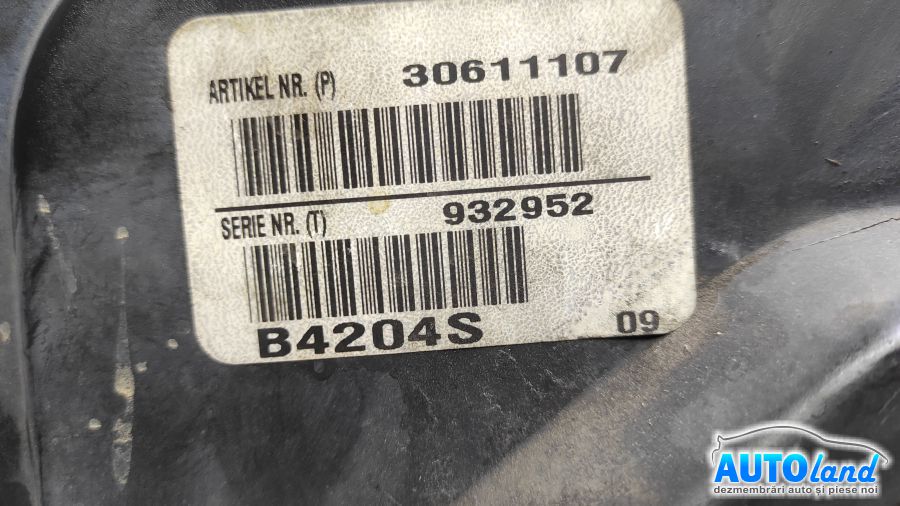 ARTIKEL NR. (P) 30611107
SERIE NR. (T) 932952
B4204S 09
AUTOland
dezmembrări auto și piese noi